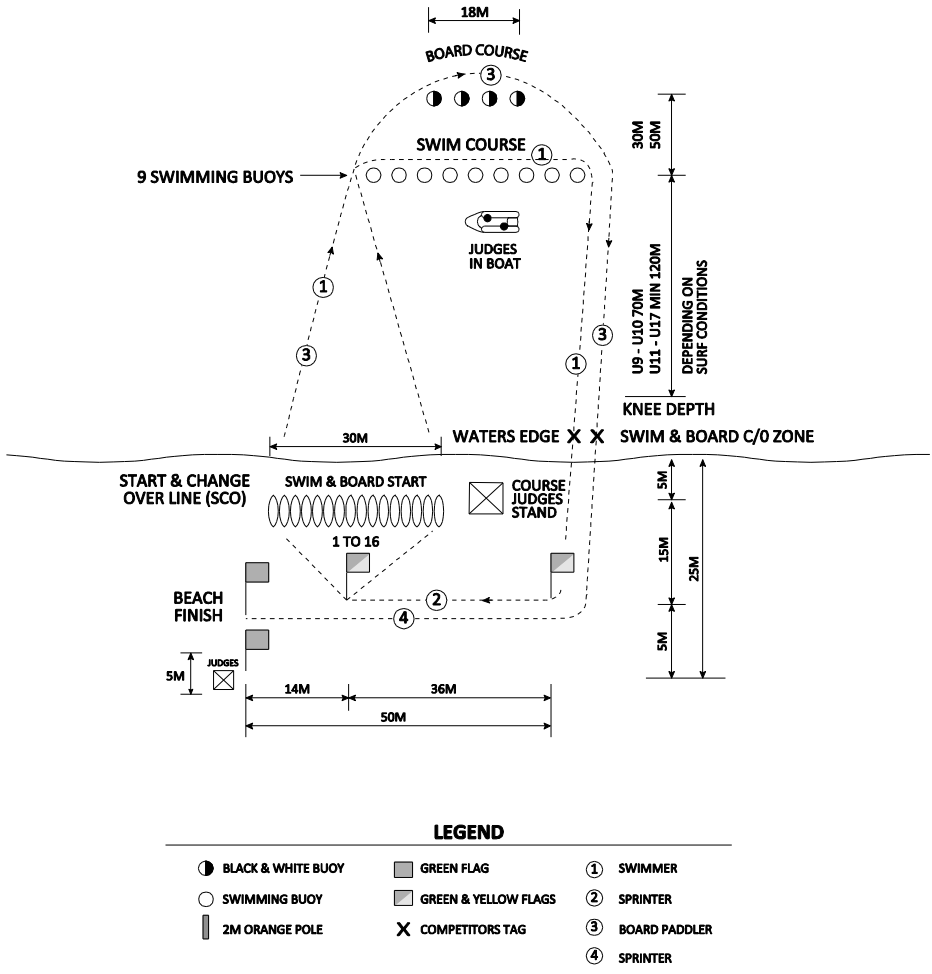 18M
BOARD COURSE
3
30M
50M
SWIM COURSE
1
9 SWIMMING BUOYS
JUDGES
IN BOAT
1
3
3
1
U9 - U10 70M
U11 - U17 MIN 120M
DEPENDING ON
SURF CONDITIONS
KNEE DEPTH
30M
WATERS EDGE
SWIM & BOARD C/0 ZONE
START & CHANGE
OVER LINE (SCO)
SWIM & BOARD START
COURSE
JUDGES
STAND
5M
1 TO 16
15M
25M
BEACH
FINISH
2
4
5M
JUDGES
5M
14M
36M
50M
LEGEND
BLACK & WHITE BUOY
GREEN FLAG
1 SWIMMER
SWIMMING BUOY
GREEN & YELLOW FLAGS
2 SPRINTER
2M ORANGE POLE
COMPETITORS TAG
3 BOARD PADDLER
4 SPRINTER